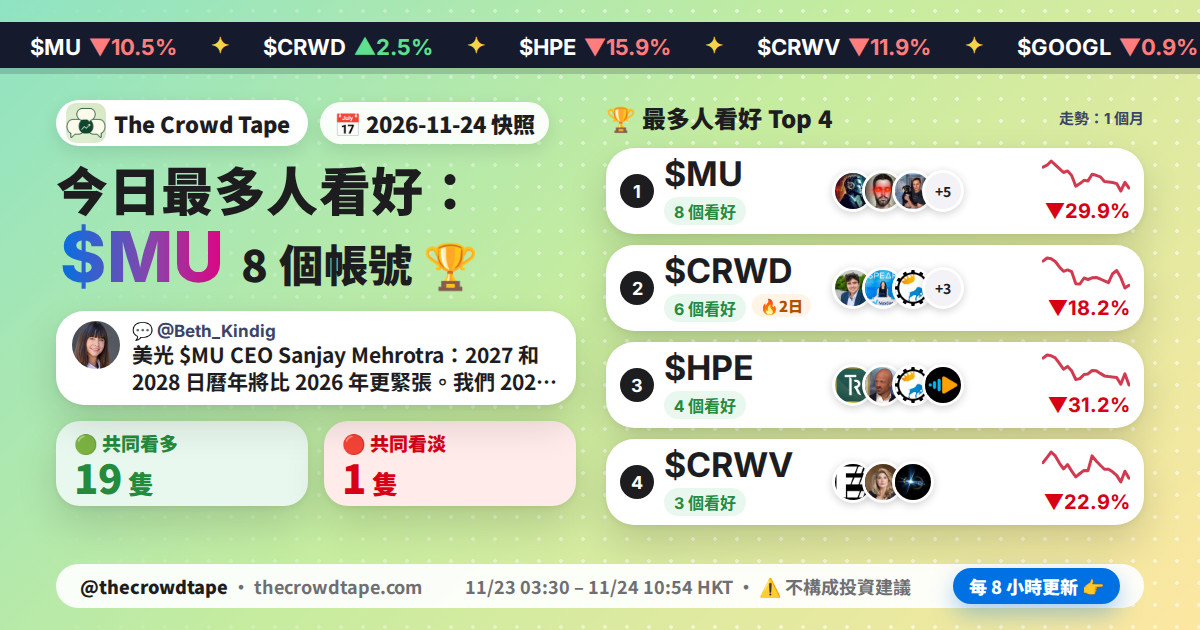 $MU ▼10.5% ✦ $CRWD ▲2.5% ✦ $HPE ▼15.9% ✦ $CRWV ▼11.9% ✦ $GOOGL ▼0.9%
The Crowd Tape
2026-11-24 快照
今日最多人看好：
$MU 8 個帳號
@Beth_Kindig
美光 $MU CEO Sanjay Mehrotra：2027 和
2028 日曆年將比 2026 年更緊張。我們 202…
共同看多
19 隻
共同看淡
1 隻
最多人看好 Top 4
走勢：1個月
1
$MU
8 個看好
+5
▼29.9%
2
$CRWD
6 個看好
🔥2日
+3
▼18.2%
3
$HPE
4 個看好
▼31.2%
4
$CRWV
3 個看好
▼22.9%
@thecrowdtape • thecrowdtape.com
11/23 03:30 – 11/24 10:54 HKT • ⚠️ 不構成投資建議
每 8 小時更新 👉